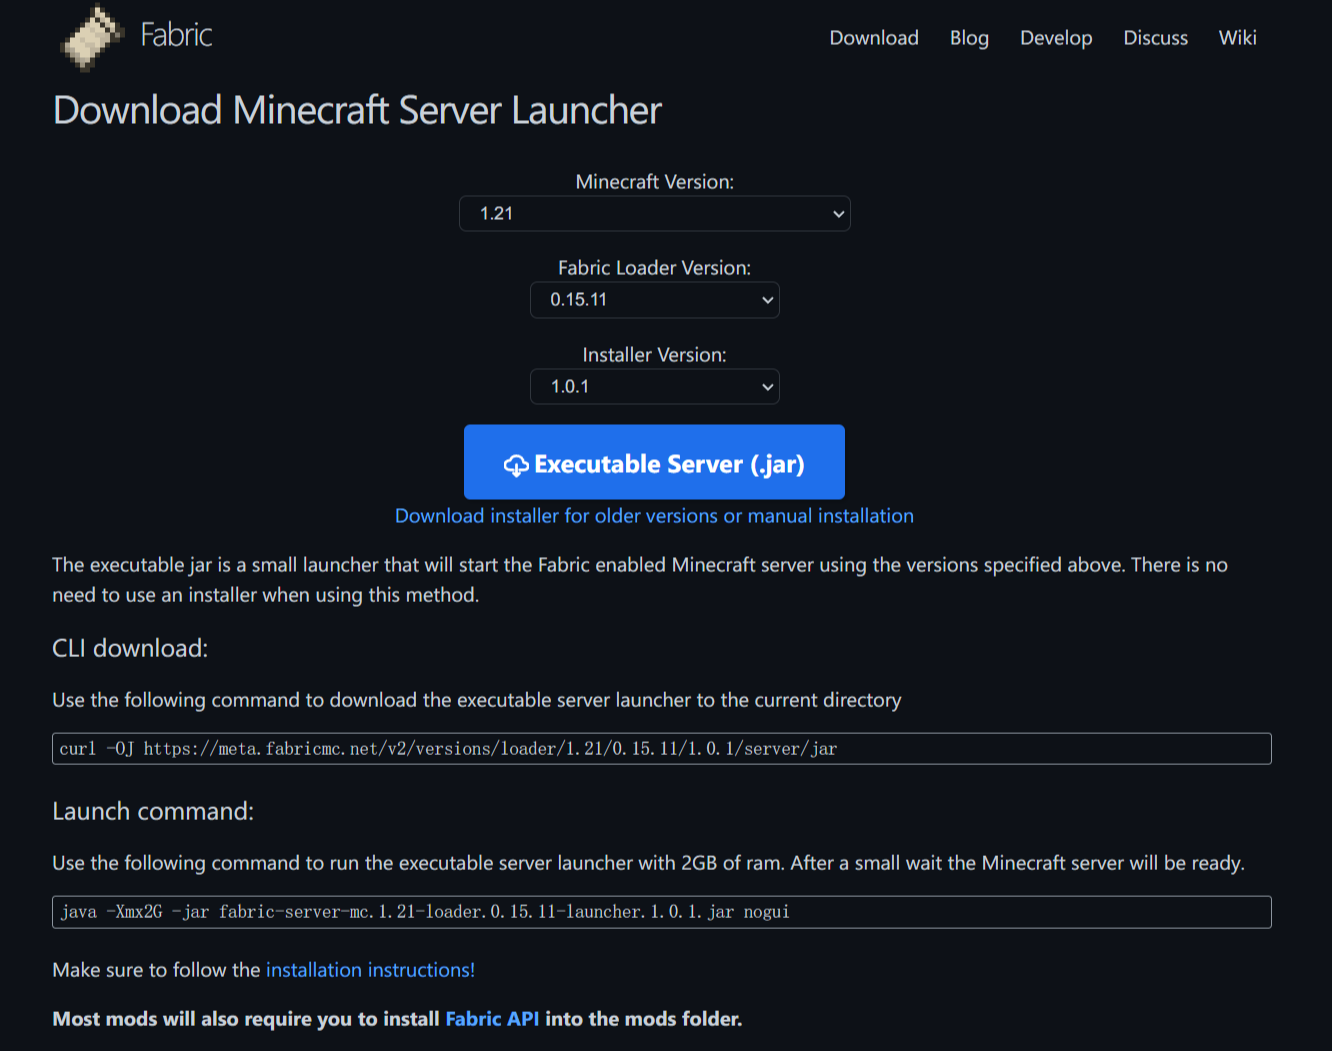 Fabric
Download Blog Develop Discuss Wiki
Download Minecraft Server Launcher
Minecraft Version:
1.21
Fabric Loader Version:
0.15.11
Installer Version:
1.0.1
Executable Server (.jar)
Download installer for older versions or manual installation
The executable jar is a small launcher that will start the Fabric enabled Minecraft server using the versions specified above. There is no
need to use an installer when using this method.
CLI download:
Use the following command to download the executable server launcher to the current directory
curl -OJ https://meta.fabricmc.net/v2/versions/loader/1.21/0.15.11/1.0.1/server/jar
Launch command:
Use the following command to run the executable server launcher with 2GB of ram. After a small wait the Minecraft server will be ready.
java -Xmx2G -jar fabric-server-mc.1.21-loader.0.15.11-launcher.1.0.1.jar nogui
Make sure to follow the installation instructions!
Most mods will also require you to install Fabric API into the mods folder.